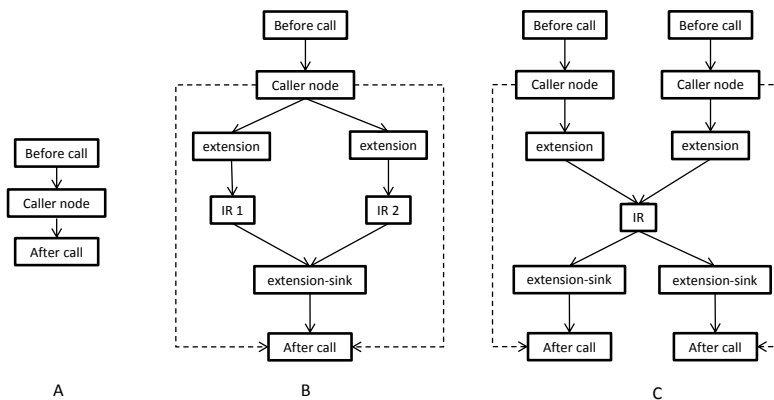 Before call
Caller node
After call
A
Before call
Caller node
extension
extension
IR 1
IR 2
extension-sink
After call
B
Before call
Before call
Caller node
Caller node
extension
extension
IR
extension-sink
extension-sink
After call
After call
C